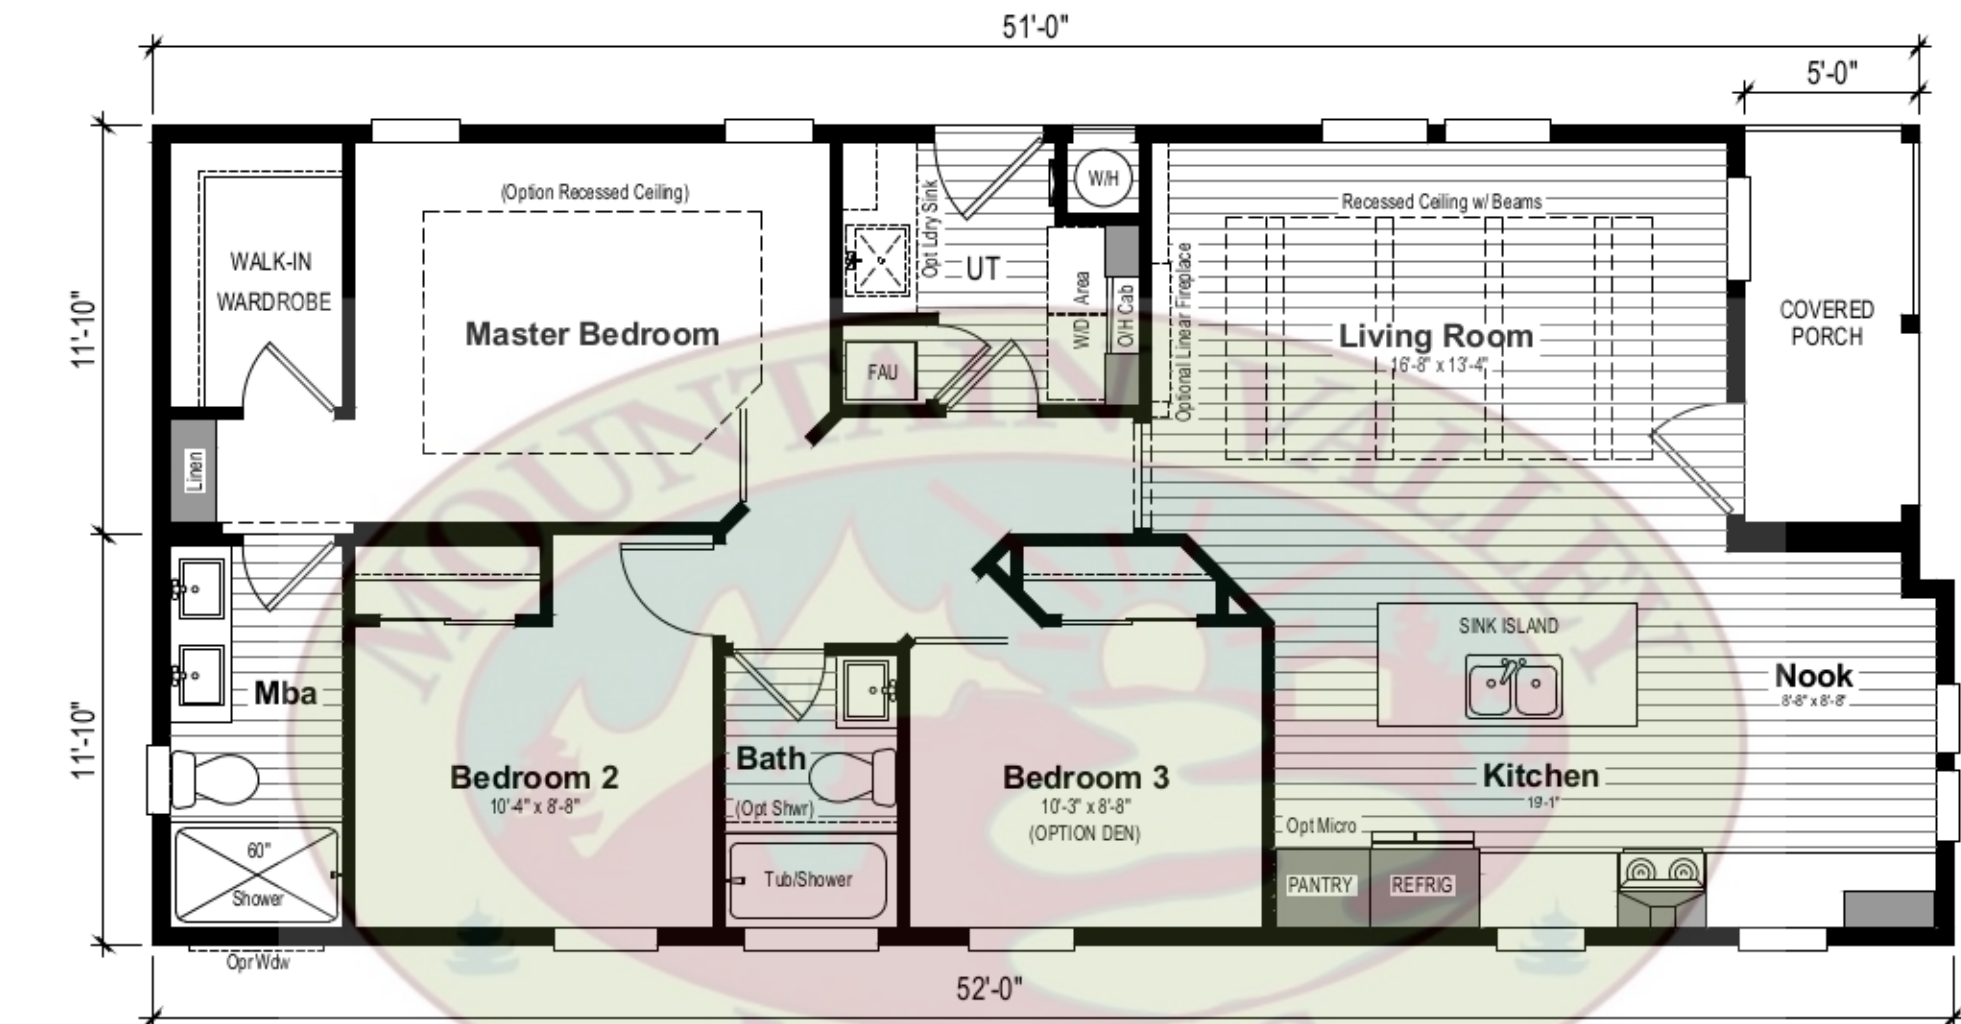 51'-0"
5'-0"
11'-10"
11'-10"
WALK-IN
WARDROBE
Linen
(Option Recessed Ceiling)
Master Bedroom
Opt Ldry Sink
UT
W/H
W/D Area
O/H Cab
FAU
Optional Linear Fireplace
Recessed Ceiling w/ Beams
Living Room
16'-8" x 13'-4"
COVERED
PORCH
Mba
60"
Shower
Opr Wdw
Bedroom 2
10'-4" x 8'-8"
Bath
(Opt Shwr)
Tub/Shower
Bedroom 3
10'-3" x 8'-8"
(OPTION DEN)
SINK ISLAND
Nook
8'-8" x 8'-8"
Kitchen
19'-1"
Opt Micro
PANTRY
REFRIG
52'-0"
MOUNTAIN VALLEY